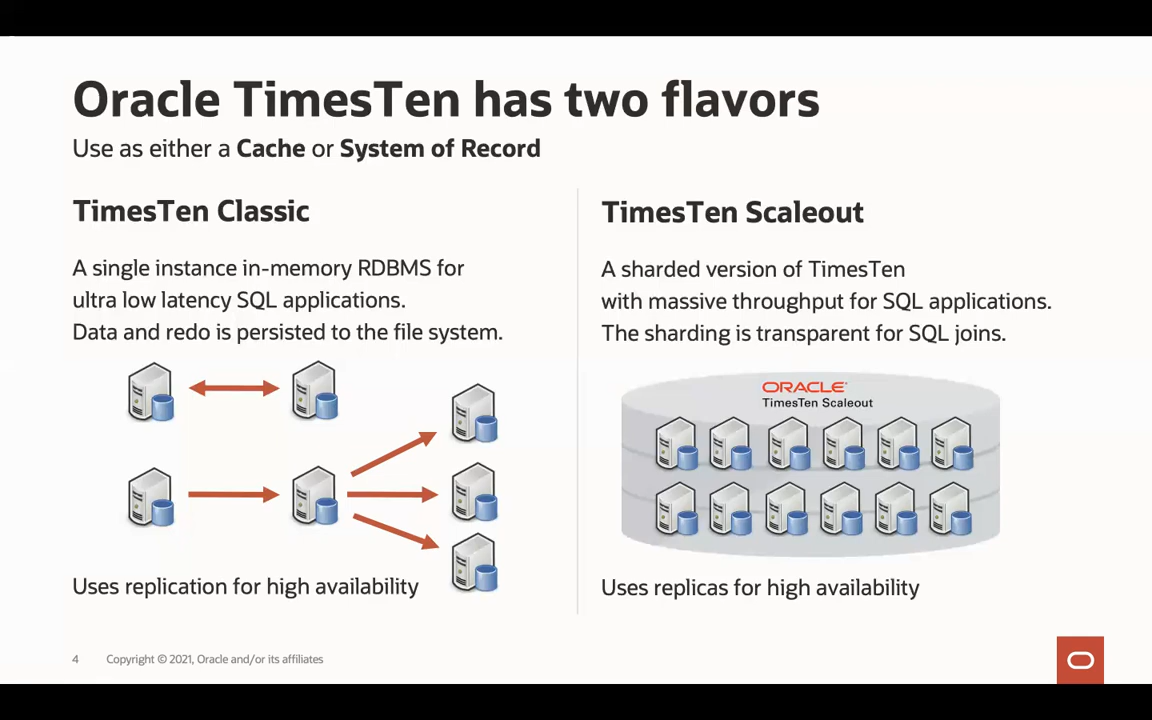 Oracle TimesTen has two flavors
Use as either a Cache or System of Record
TimesTen Classic
A single instance in-memory RDBMS for
ultra low latency SQL applications.
Data and redo is persisted to the file system.
Uses replication for high availability
TimesTen Scaleout
A sharded version of TimesTen
with massive throughput for SQL applications.
The sharding is transparent for SQL joins.
ORACLE
TimesTen Scaleout
Uses replicas for high availability
4 Copyright © 2021, Oracle and/or its affiliates